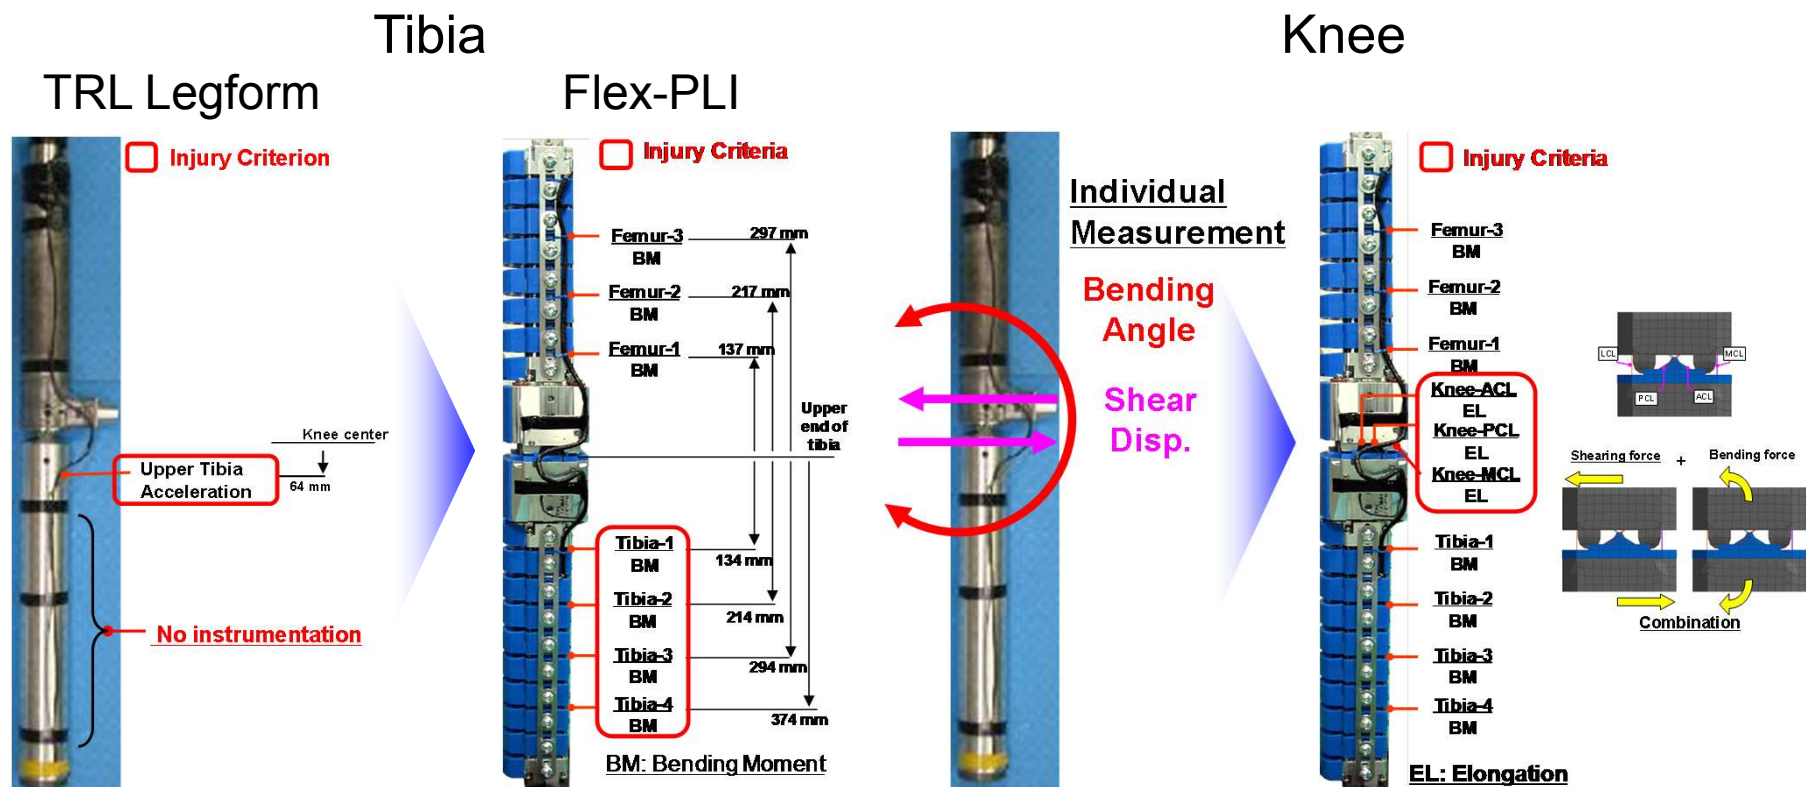 Tibia
Knee
TRL Legform
Flex-PLI
Injury Criterion
Knee center
Upper Tibia
Acceleration
64 mm
No instrumentation
Injury Criteria
Femur-3
BM
297 mm
Femur-2
BM
217 mm
Femur-1
BM
137 mm
Upper
end of
tibia
Tibia-1
BM
134 mm
Tibia-2
BM
214 mm
Tibia-3
BM
294 mm
Tibia-4
BM
374 mm
BM: Bending Moment
Individual
Measurement
Bending
Angle
Shear
Disp.
Injury Criteria
Femur-3
BM
Femur-2
BM
Femur-1
BM
Knee-ACL
EL
Knee-PCL
EL
Knee-MCL
EL
Tibia-1
BM
Tibia-2
BM
Tibia-3
BM
Tibia-4
BM
EL: Elongation
LCL
MCL
PCL
ACL
Shearing force + Bending force
Combination